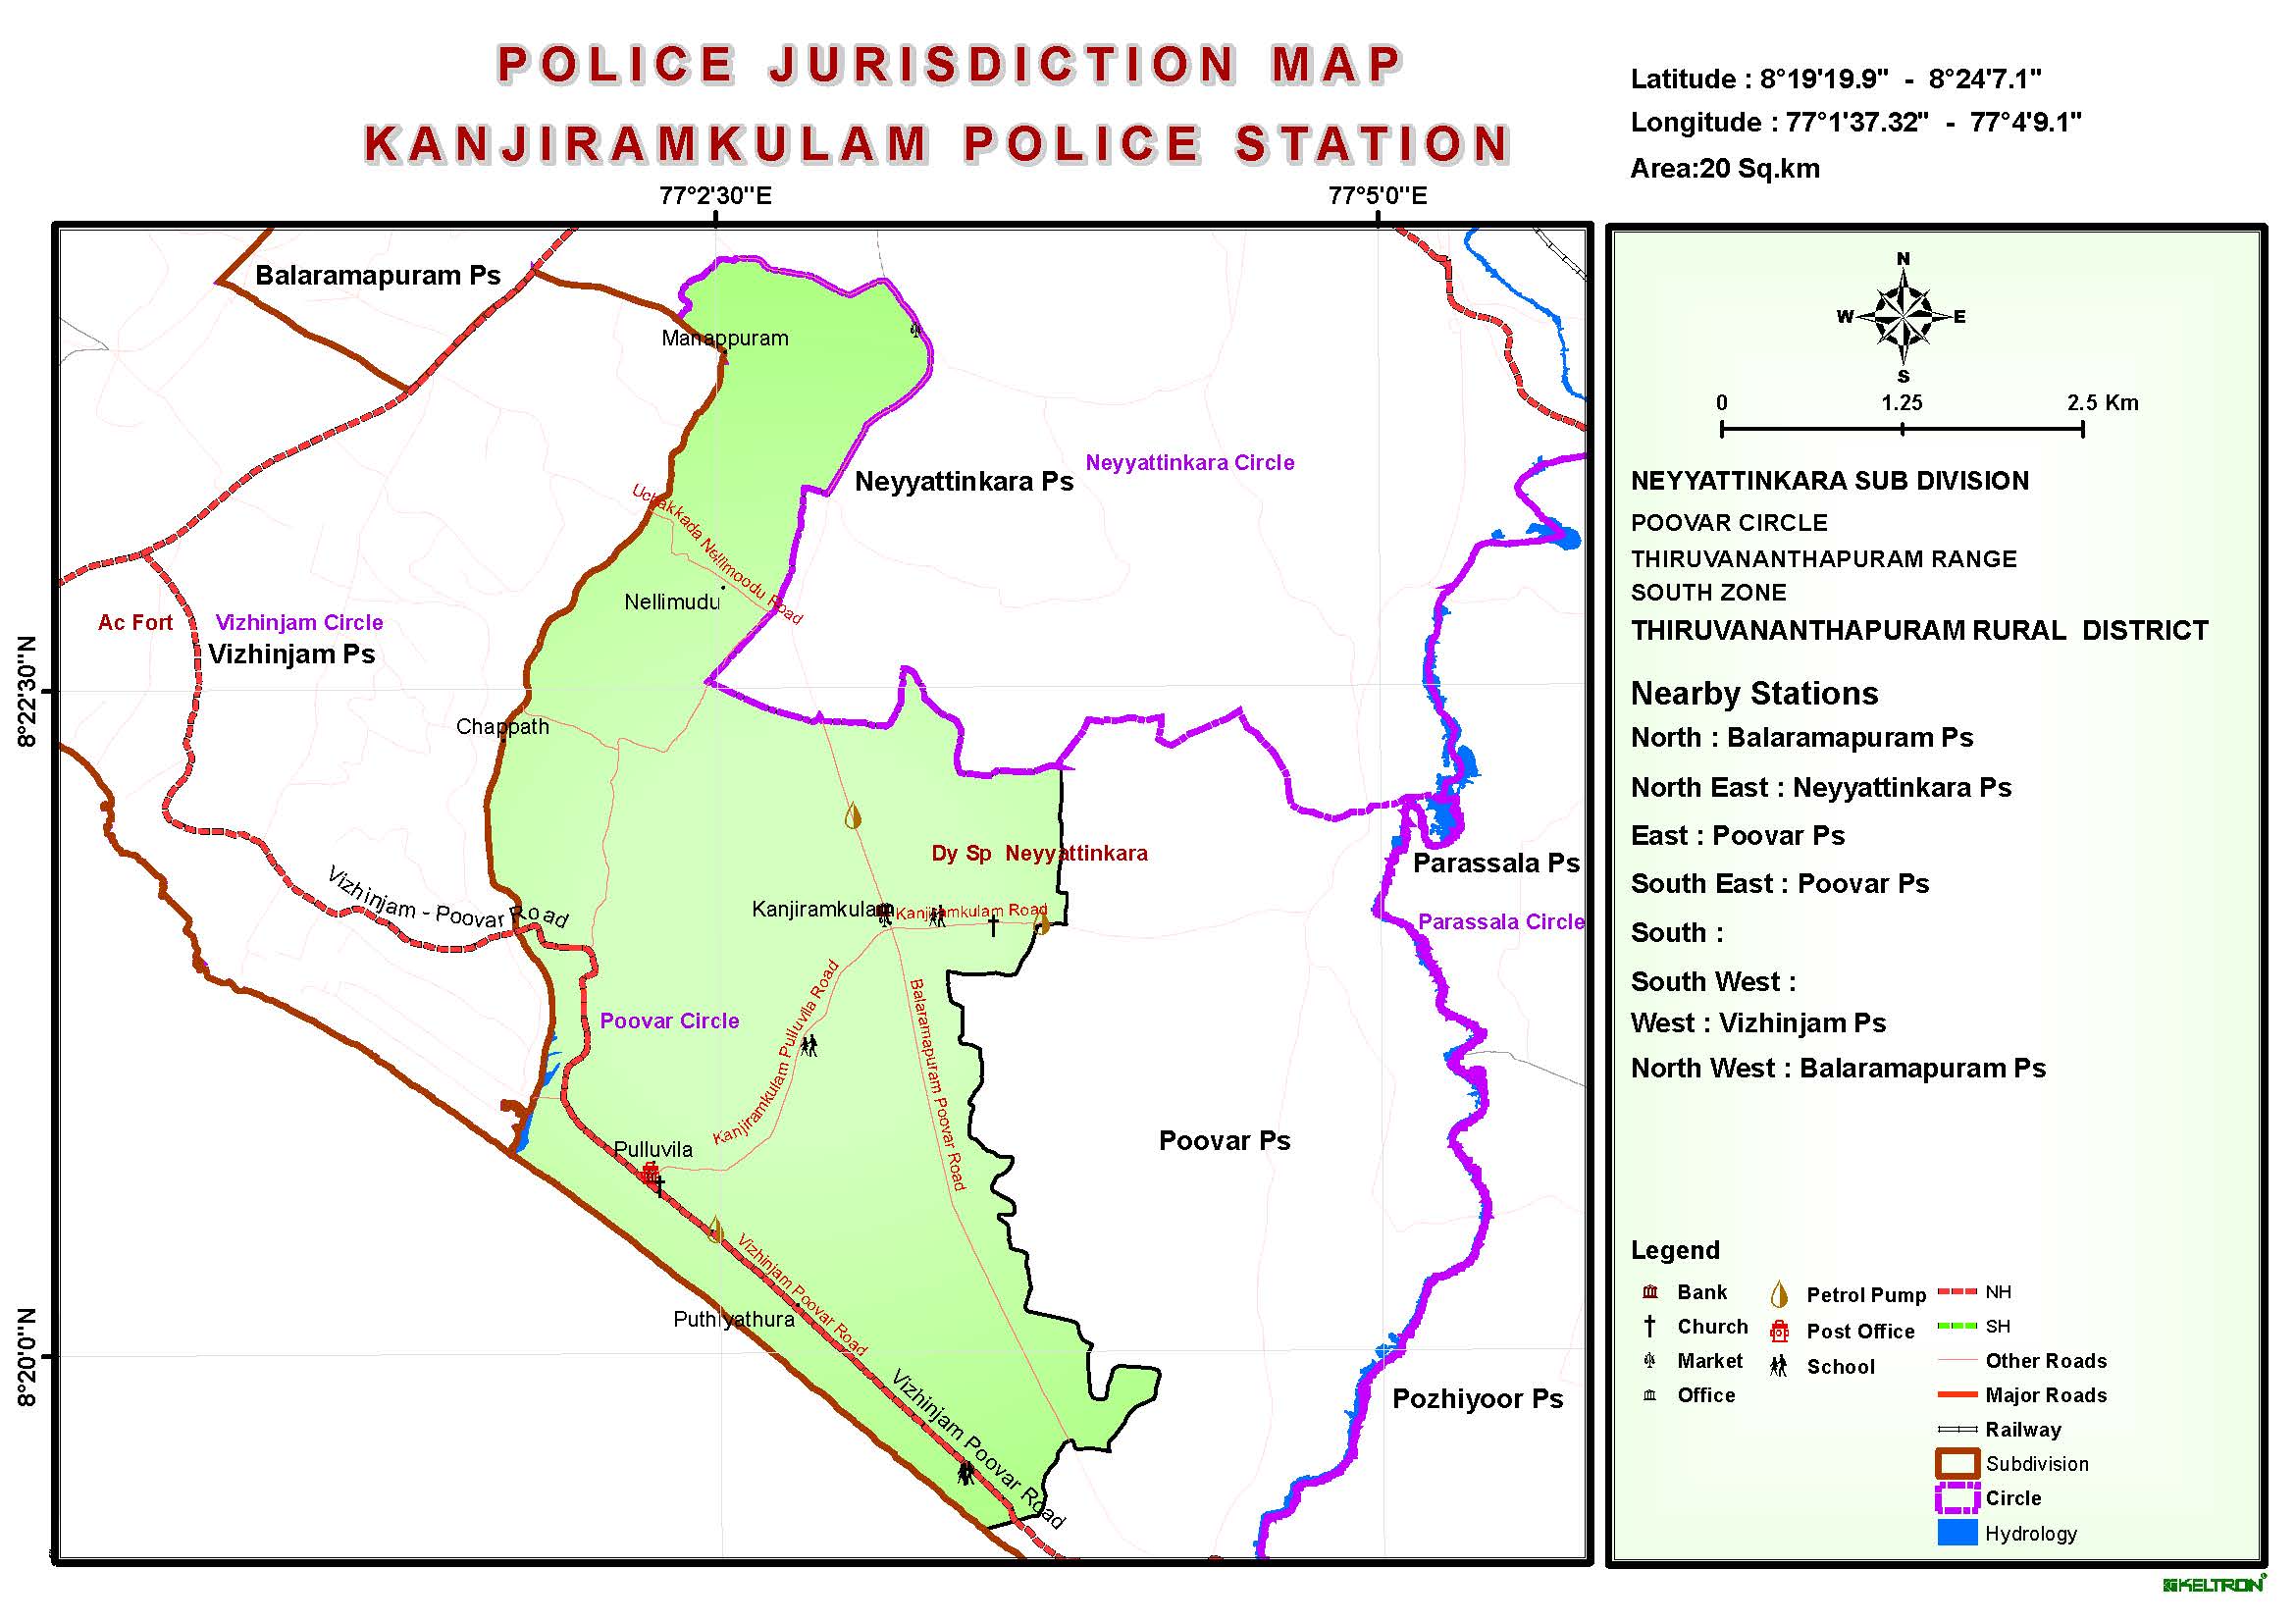 POLICE JURISDICTION MAP
KANJIRAMKULAM POLICE STATION
Latitude : 8°19'19.9" - 8°24'7.1"
Longitude : 77°1'37.32" - 77°4'9.1"
Area:20 Sq.km
77°2'30"E
77°5'0"E
8°22'30"N
8°20'0"N
Balaramapuram Ps
Manappuram
Neyyattinkara Ps
Neyyattinkara Circle
Uchakkada Nellimoodu Road
Nellimudu
Ac Fort
Vizhinjam Circle
Vizhinjam Ps
Chappath
Dy Sp Neyyattinkara
Parassala Ps
Parassala Circle
Vizhinjam - Poovar Road
Kanjiramkulam
Kanjiramkulam Road
Poovar Circle
Kanjiramkulam Pulluvila Road
Balaramapuram Poovar Road
Pulluvila
Poovar Ps
Vizhinjam Poovar Road
Puthiyathura
Vizhinjam Poovar Road
Pozhiyoor Ps
N
W
E
S
0
1.25
2.5 Km
NEYYATTINKARA SUB DIVISION
POOVAR CIRCLE
THIRUVANANTHAPURAM RANGE
SOUTH ZONE
THIRUVANANTHAPURAM RURAL DISTRICT
Nearby Stations
North : Balaramapuram Ps
North East : Neyyattinkara Ps
East : Poovar Ps
South East : Poovar Ps
South :
South West :
West : Vizhinjam Ps
North West : Balaramapuram Ps
Legend
Bank
Church
Market
Office
Petrol Pump
Post Office
School
NH
SH
Other Roads
Major Roads
Railway
Subdivision
Circle
Hydrology
KELTRON